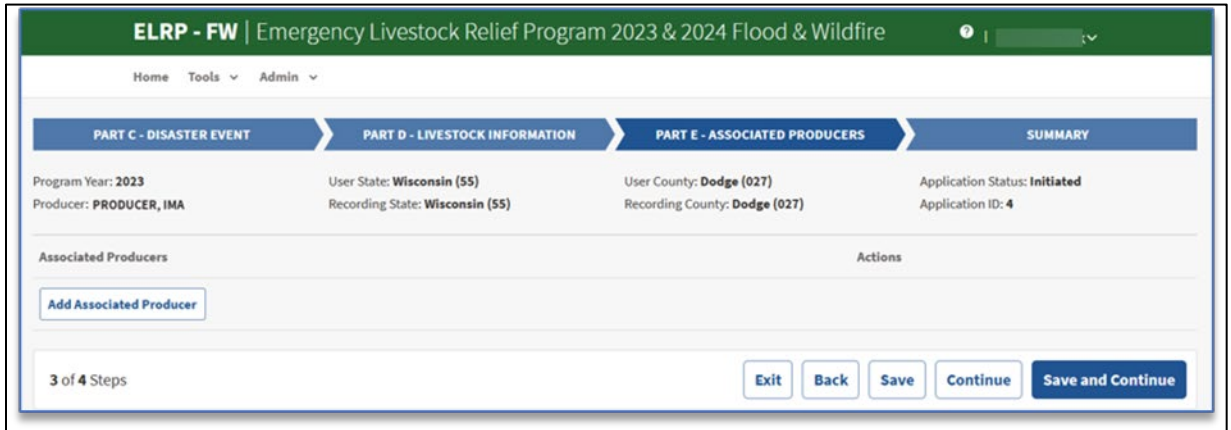 ELRP - FW | Emergency Livestock Relief Program 2023 & 2024 Flood & Wildfire ? |
Home Tools Admin
PART C - DISASTER EVENT PART D - LIVESTOCK INFORMATION PART E - ASSOCIATED PRODUCERS SUMMARY
Program Year: 2023 User State: Wisconsin (55) User County: Dodge (027) Application Status: Initiated
Producer: PRODUCER, IMA Recording State: Wisconsin (55) Recording County: Dodge (027) Application ID: 4
Associated Producers Actions
Add Associated Producer
3 of 4 Steps Exit Back Save Continue Save and Continue